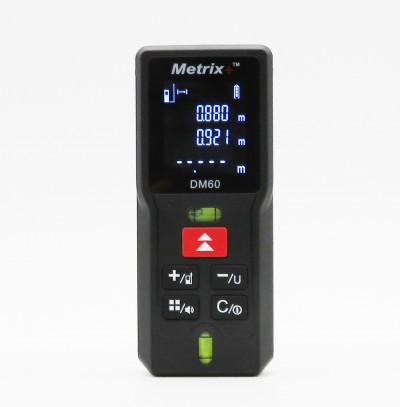 Metrix+™
0.880 m
0.921 m
-----
. m
DM60
+/
−/U
/
C/